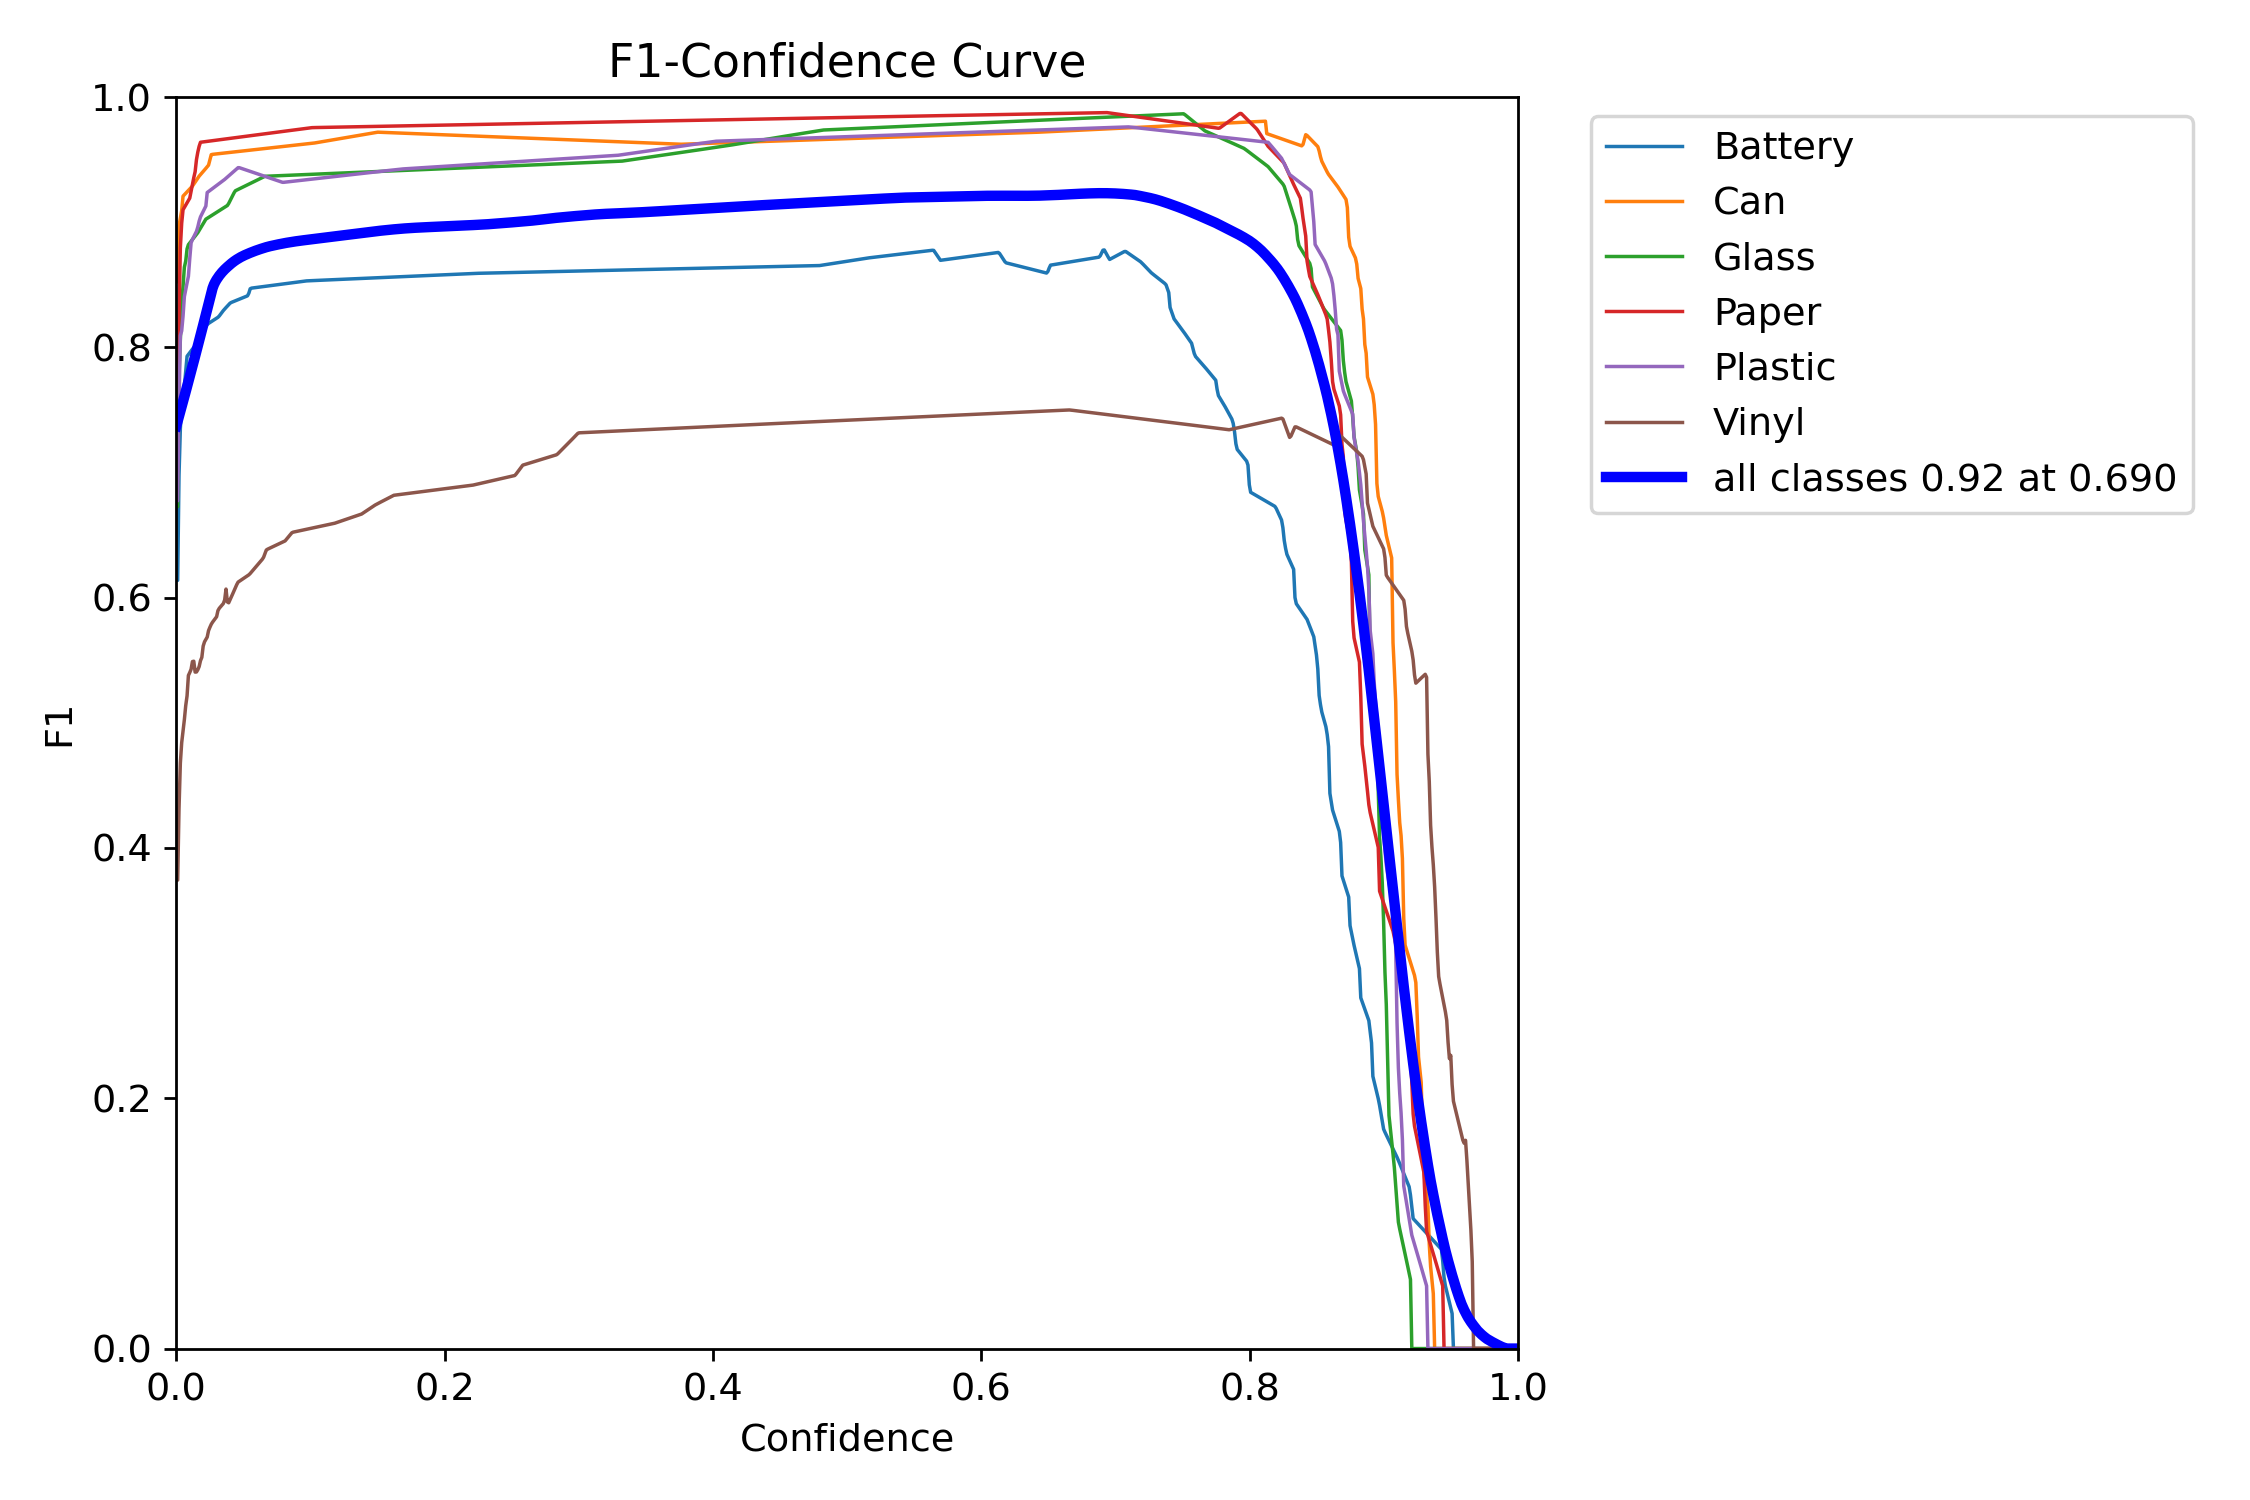 F1-Confidence Curve
1.0
0.8
0.6
0.4
0.2
0.0
F1
0.0 0.2 0.4 0.6 0.8 1.0
Confidence
Battery
Can
Glass
Paper
Plastic
Vinyl
all classes 0.92 at 0.690